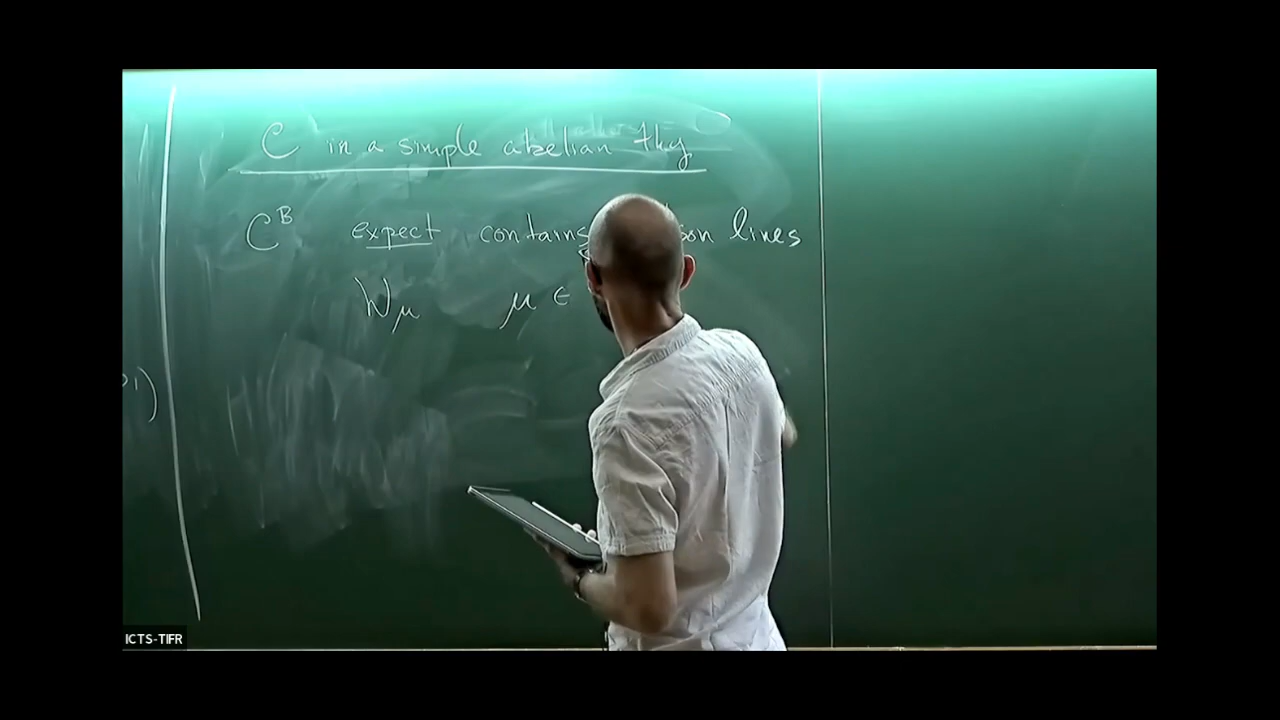 C in a simple abelian thy
C^B expect contains son lines
W_μ μ ∈
ICTS-TIFR